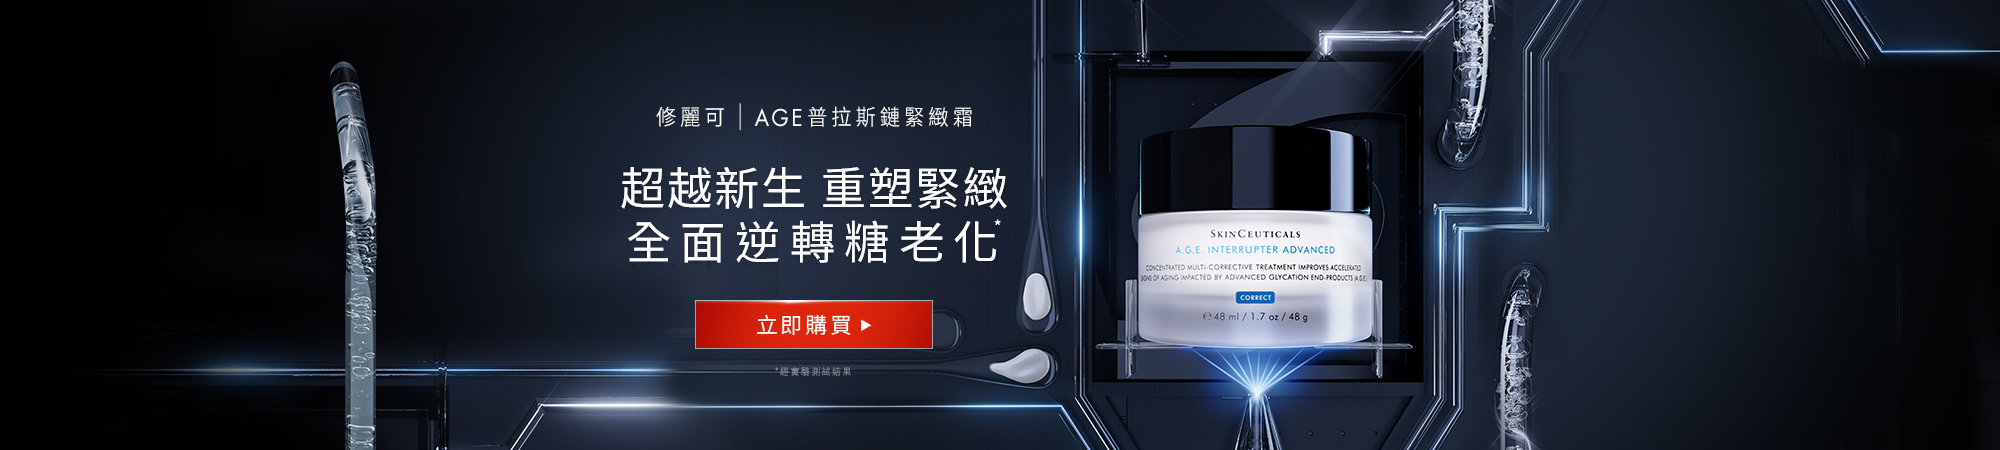 修麗可｜AGE普拉斯鏈緊緻霜
超越新生 重塑緊緻
全面逆轉糖老化*
立即購買▶
*經實驗測試結果
SKINCEUTICALS
A.G.E. INTERRUPTER ADVANCED
CONCENTRATED MULTI-CORRECTIVE TREATMENT IMPROVES ACCELERATED
SIGNS OF AGING IMPACTED BY ADVANCED GLYCATION END-PRODUCTS (A.G.E.)
CORRECT
℮ 48 ml / 1.7 oz / 48 g